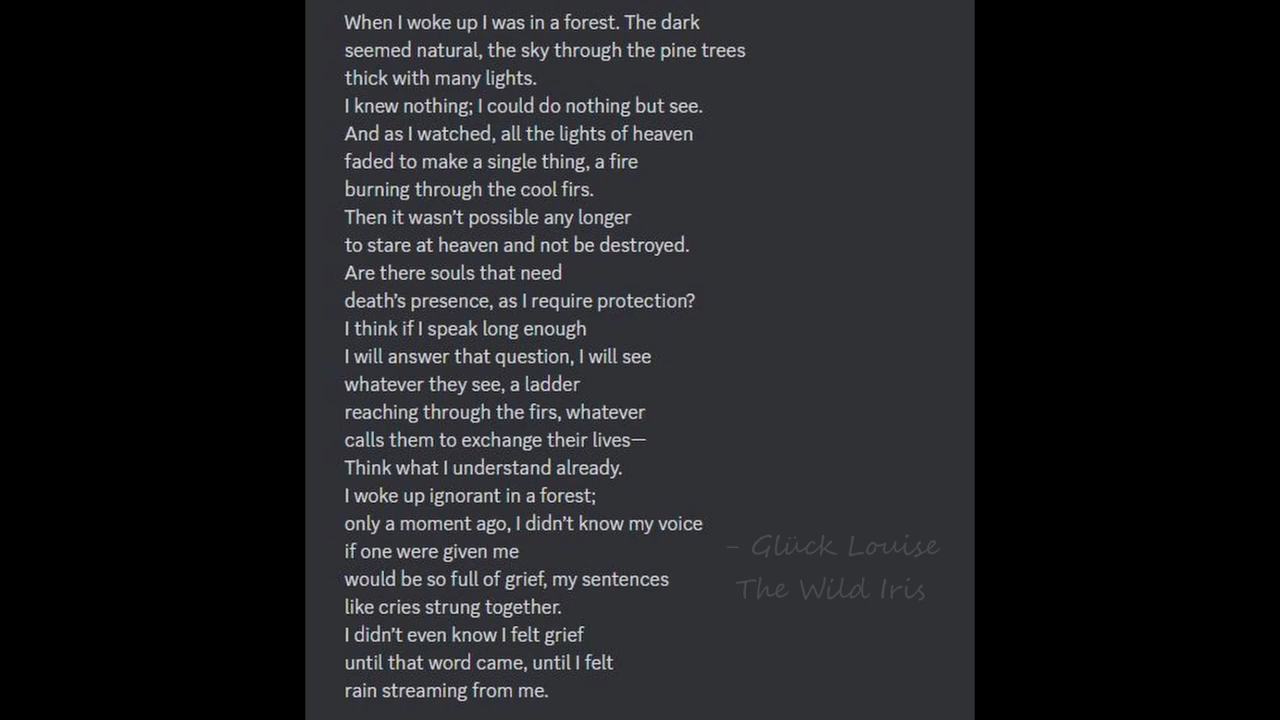 When I woke up I was in a forest. The dark
seemed natural, the sky through the pine trees
thick with many lights.
I knew nothing; I could do nothing but see.
And as I watched, all the lights of heaven
faded to make a single thing, a fire
burning through the cool firs.
Then it wasn’t possible any longer
to stare at heaven and not be destroyed.
Are there souls that need
death’s presence, as I require protection?
I think if I speak long enough
I will answer that question, I will see
whatever they see, a ladder
reaching through the firs, whatever
calls them to exchange their lives—
Think what I understand already.
I woke up ignorant in a forest;
only a moment ago, I didn’t know my voice
if one were given me
would be so full of grief, my sentences
like cries strung together.
I didn’t even know I felt grief
until that word came, until I felt
rain streaming from me.
- Glück Louise
The Wild Iris